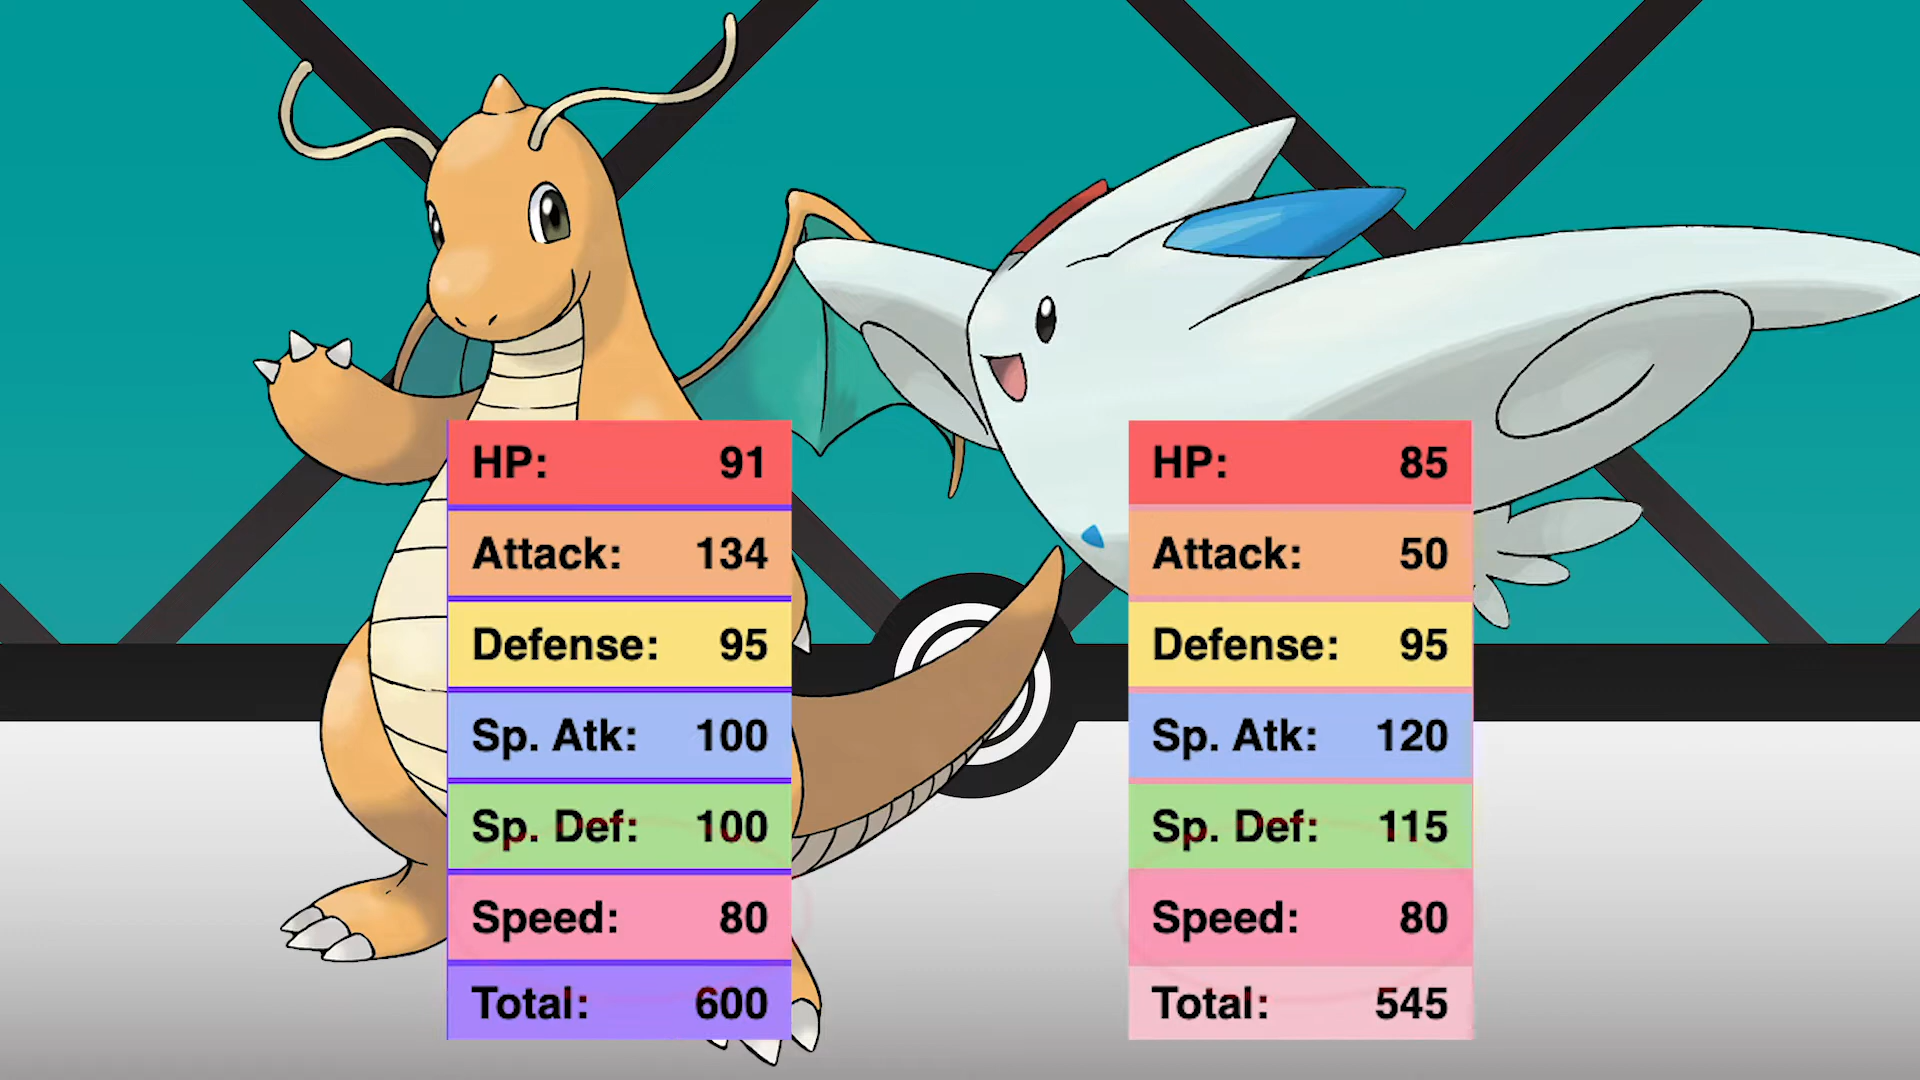 HP: 91
Attack: 134
Defense: 95
Sp. Atk: 100
Sp. Def: 100
Speed: 80
Total: 600
HP: 85
Attack: 50
Defense: 95
Sp. Atk: 120
Sp. Def: 115
Speed: 80
Total: 545